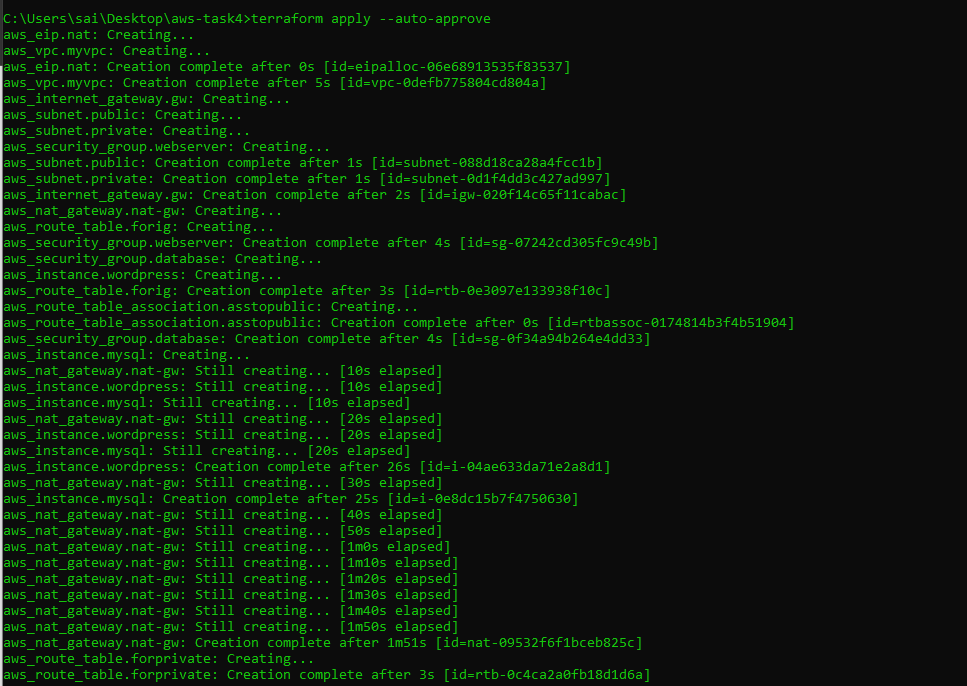 C:\Users\sai\Desktop\aws-task4>terraform apply --auto-approve
aws_eip.nat: Creating...
aws_vpc.myvpc: Creating...
aws_eip.nat: Creation complete after 0s [id=eipalloc-06e68913535f83537]
aws_vpc.myvpc: Creation complete after 5s [id=vpc-0defb775804cd804a]
aws_internet_gateway.gw: Creating...
aws_subnet.public: Creating...
aws_subnet.private: Creating...
aws_security_group.webserver: Creating...
aws_subnet.public: Creation complete after 1s [id=subnet-088d18ca28a4fcc1b]
aws_subnet.private: Creation complete after 1s [id=subnet-0d1f4dd3c427ad997]
aws_internet_gateway.gw: Creation complete after 2s [id=igw-020f14c65f11cabac]
aws_nat_gateway.nat-gw: Creating...
aws_route_table.forig: Creating...
aws_security_group.webserver: Creation complete after 4s [id=sg-07242cd305fc9c49b]
aws_security_group.database: Creating...
aws_instance.wordpress: Creating...
aws_route_table.forig: Creation complete after 3s [id=rtb-0e3097e133938f10c]
aws_route_table_association.asstopublic: Creating...
aws_route_table_association.asstopublic: Creation complete after 0s [id=rtbassoc-0174814b3f4b51904]
aws_security_group.database: Creation complete after 4s [id=sg-0f34a94b264e4dd33]
aws_instance.mysql: Creating...
aws_nat_gateway.nat-gw: Still creating... [10s elapsed]
aws_instance.wordpress: Still creating... [10s elapsed]
aws_instance.mysql: Still creating... [10s elapsed]
aws_nat_gateway.nat-gw: Still creating... [20s elapsed]
aws_instance.wordpress: Still creating... [20s elapsed]
aws_instance.mysql: Still creating... [20s elapsed]
aws_instance.wordpress: Creation complete after 26s [id=i-04ae633da71e2a8d1]
aws_nat_gateway.nat-gw: Still creating... [30s elapsed]
aws_instance.mysql: Creation complete after 25s [id=i-0e8dc15b7f4750630]
aws_nat_gateway.nat-gw: Still creating... [40s elapsed]
aws_nat_gateway.nat-gw: Still creating... [50s elapsed]
aws_nat_gateway.nat-gw: Still creating... [1m0s elapsed]
aws_nat_gateway.nat-gw: Still creating... [1m10s elapsed]
aws_nat_gateway.nat-gw: Still creating... [1m20s elapsed]
aws_nat_gateway.nat-gw: Still creating... [1m30s elapsed]
aws_nat_gateway.nat-gw: Still creating... [1m40s elapsed]
aws_nat_gateway.nat-gw: Still creating... [1m50s elapsed]
aws_nat_gateway.nat-gw: Creation complete after 1m51s [id=nat-09532f6f1bceb825c]
aws_route_table.forprivate: Creating...
aws_route_table.forprivate: Creation complete after 3s [id=rtb-0c4ca2a0fb18d1d6a]